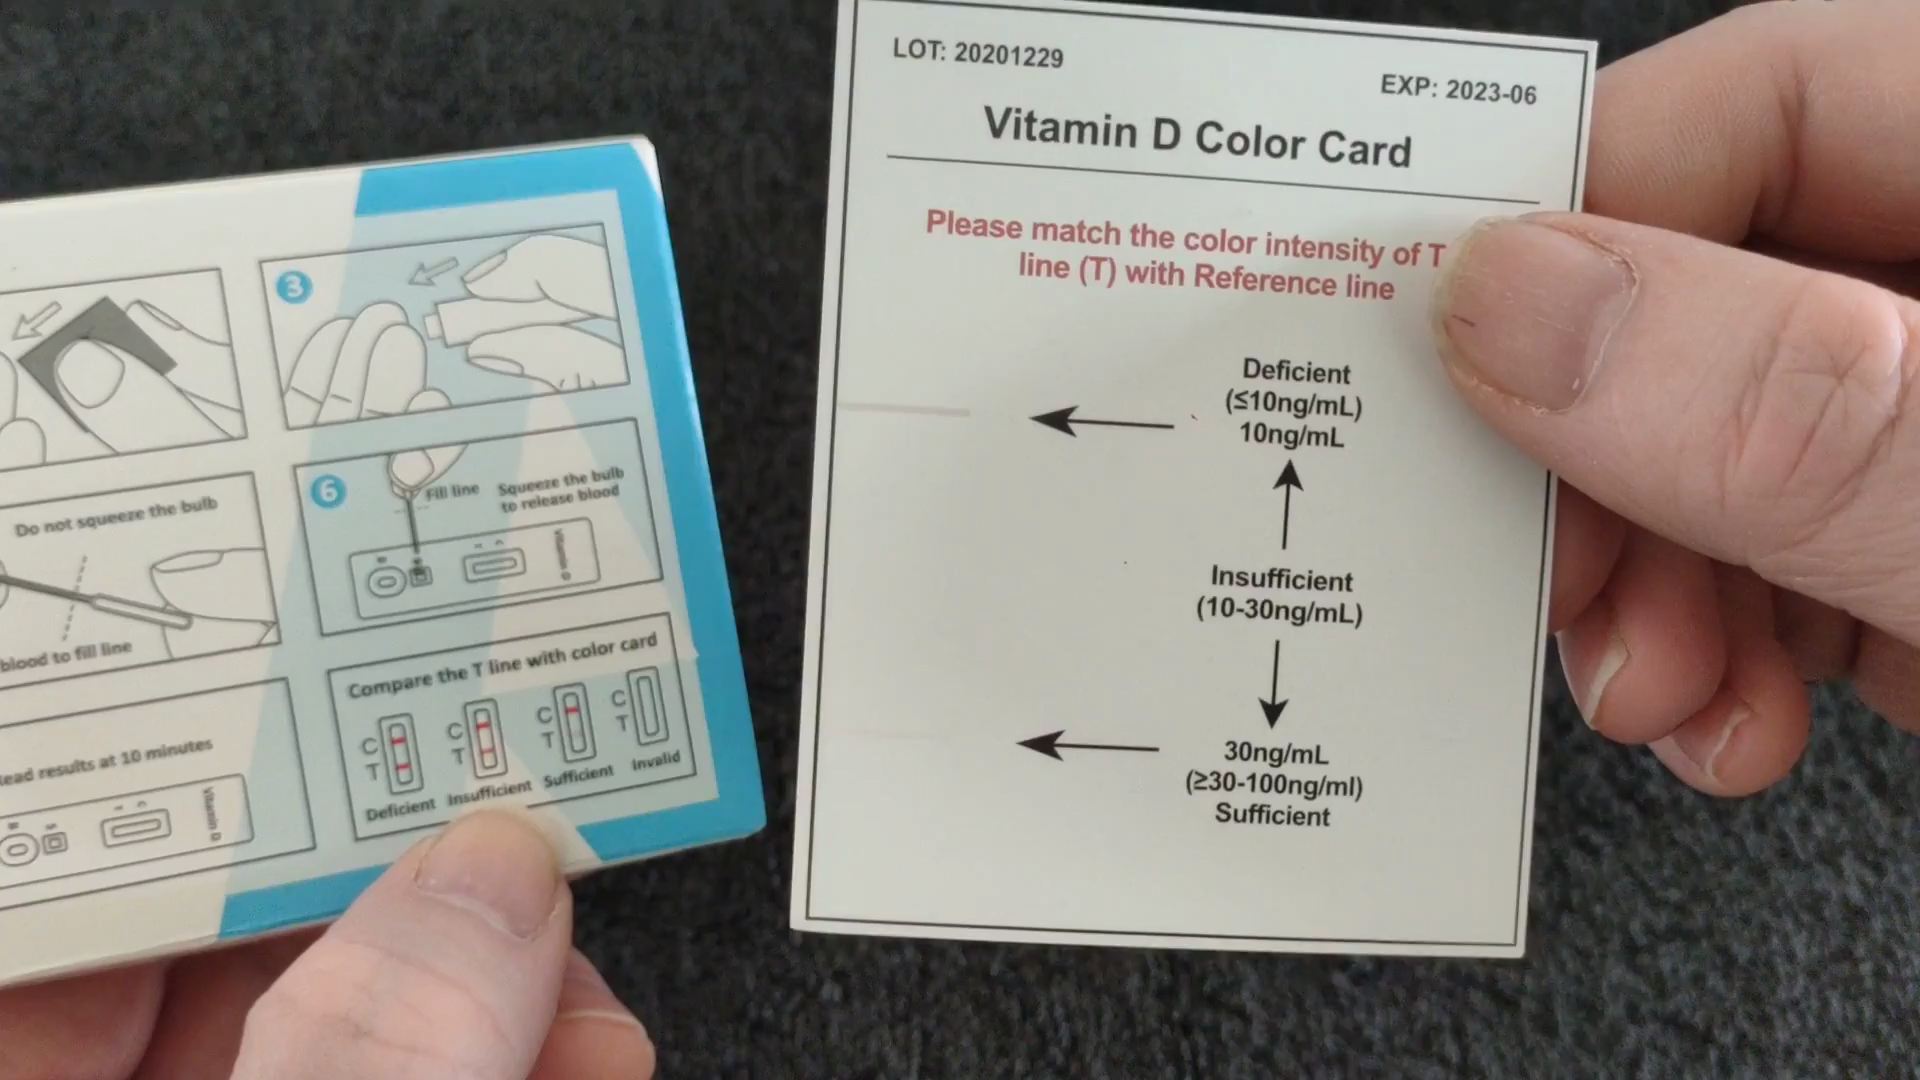 3
Do not squeeze the bulb
blood to fill line
6
Fill line
Squeeze the bulb
to release blood
Vitamin D
read results at 10 minutes
Vitamin D
Compare the T line with color card
C
T
C
T
C
T
C
T
Deficient
Insufficient
Sufficient
Invalid
LOT: 20201229
EXP: 2023-06
Vitamin D Color Card
Please match the color intensity of T
line (T) with Reference line
Deficient
(≤10ng/mL)
10ng/mL
Insufficient
(10-30ng/mL)
30ng/mL
(≥30-100ng/ml)
Sufficient